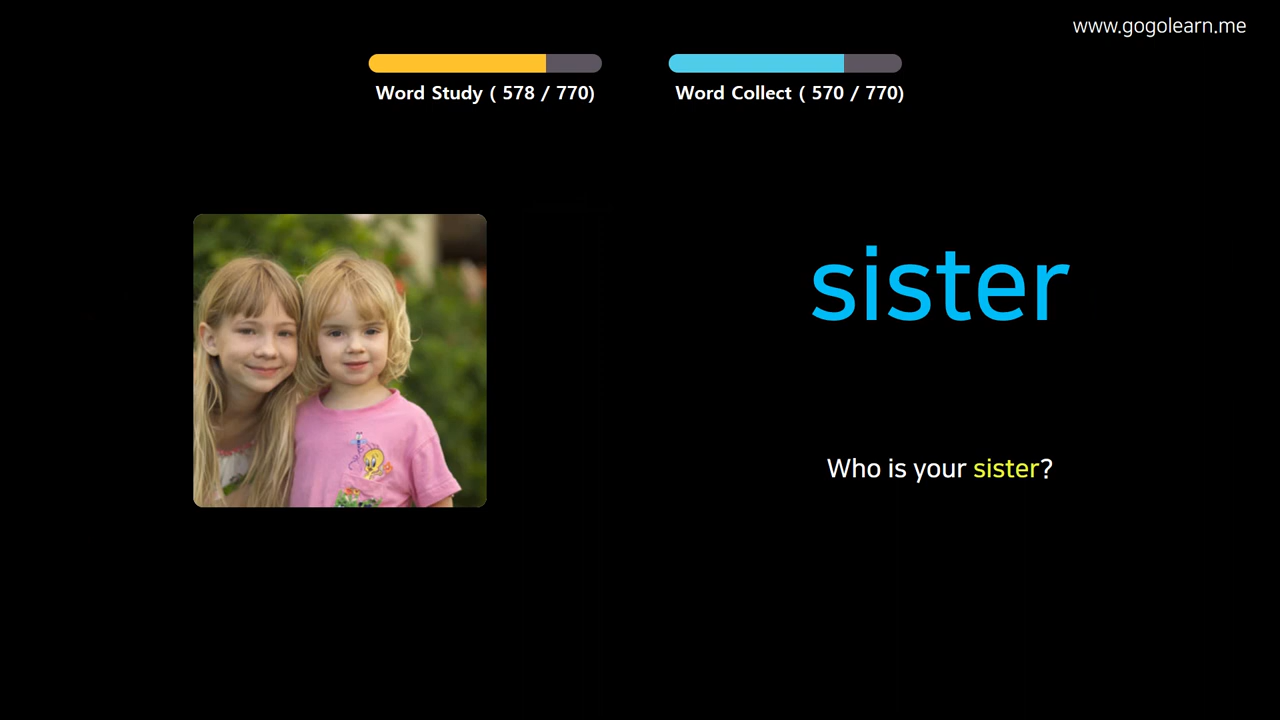 www.gogolearn.me
Word Study ( 578 / 770)
Word Collect ( 570 / 770)
sister
Who is your sister?